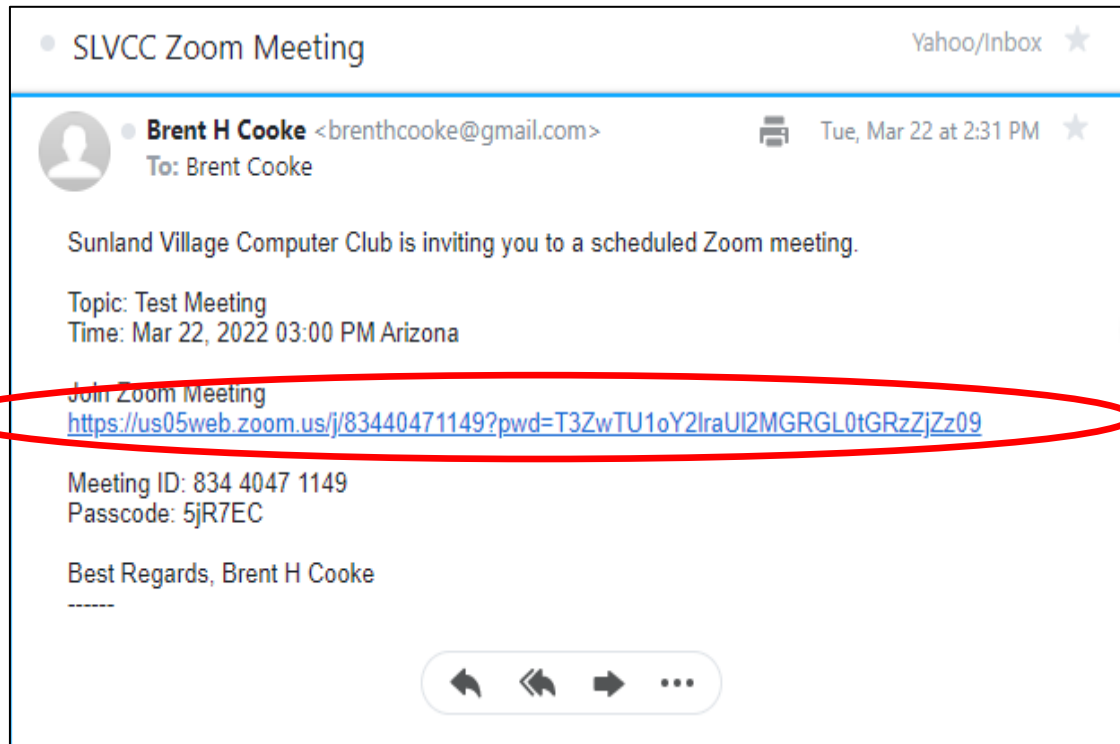 SLVCC Zoom Meeting
Yahoo/Inbox
Brent H Cooke <brenthcooke@gmail.com>
Tue, Mar 22 at 2:31 PM
To: Brent Cooke
Sunland Village Computer Club is inviting you to a scheduled Zoom meeting.
Topic: Test Meeting
Time: Mar 22, 2022 03:00 PM Arizona
Join Zoom Meeting
https://us05web.zoom.us/j/83440471149?pwd=T3ZwTU1oY2lraUl2MGRGL0tGRzZjZz09
Meeting ID: 834 4047 1149
Passcode: 5jR7EC
Best Regards, Brent H Cooke
------